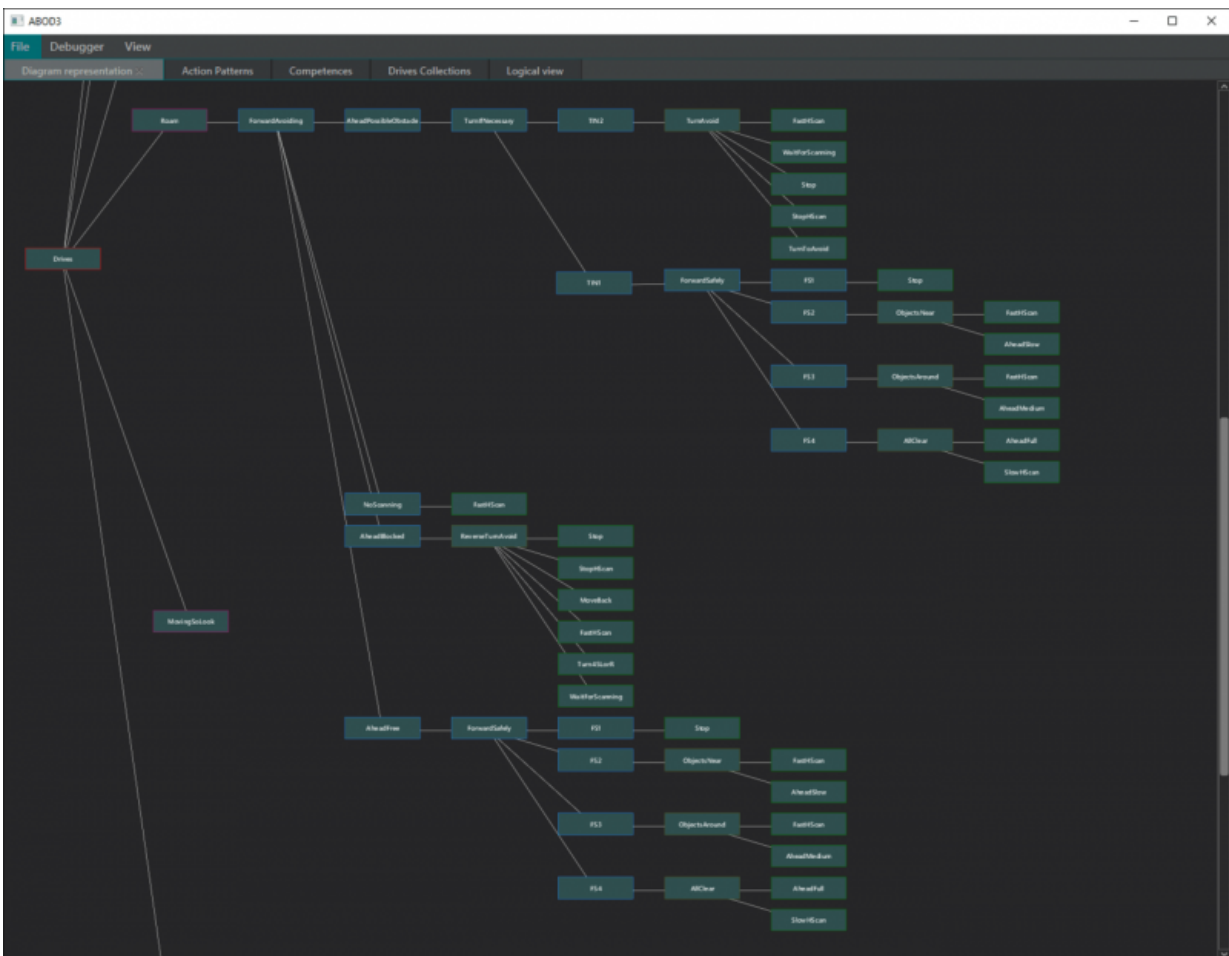 ABOD3
File Debugger View
Diagram representation Action Patterns Competences Drives Collections Logical view
Roam ForwardAvoiding AheadPossibleObstacle TurnIfNecessary TIN2 TurnAvoid FastHScan
WaitForScanning
Stop
StopHScan
TurnToAvoid
Drives
TIN1 ForwardSafely FS1 Stop
FS2 ObjectsNear FastHScan
AheadSlow
FS3 ObjectsAround FastHScan
AheadMedium
FS4 AllClear AheadFull
SlowHScan
NoScanning FastHScan
AheadBlocked ReverseTurnAvoid Stop
StopHScan
MoveBack
MovingSoLook
FastHScan
WaitForScanning
AheadFree ForwardSafely FS1 Stop
FS2 ObjectsNear FastHScan
AheadSlow
FS3 ObjectsAround FastHScan
AheadMedium
FS4 AllClear AheadFull
SlowHScan